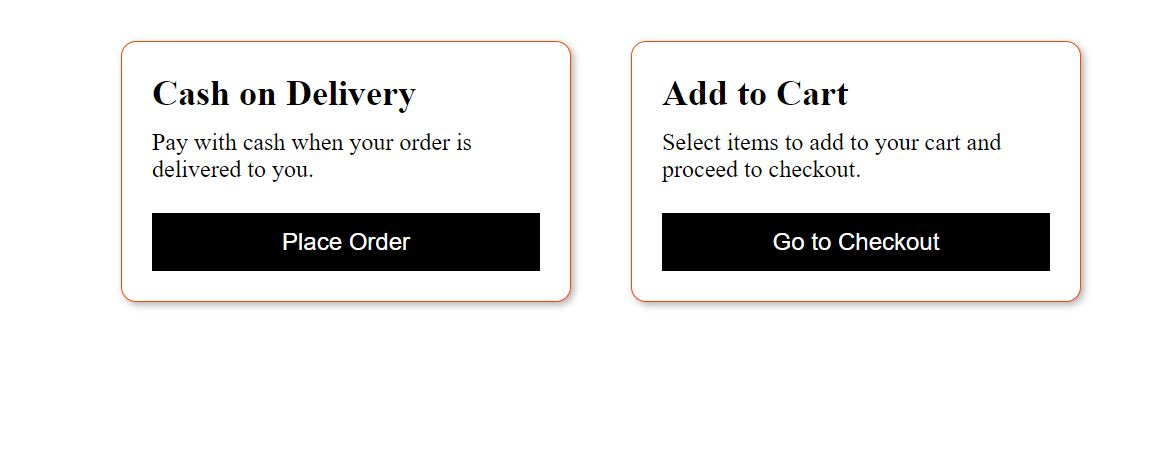 Cash on Delivery
Pay with cash when your order is
delivered to you.
Place Order
Add to Cart
Select items to add to your cart and
proceed to checkout.
Go to Checkout